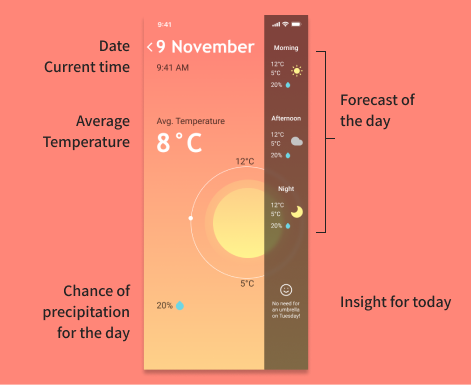 Date
Current time
Average
Temperature
Chance of
precipitation
for the day
9:41
9 November
9:41 AM
Avg. Temperature
8°C
12°C
5°C
20%
Morning
12°C
5°C
20%
Afternoon
12°C
5°C
20%
Night
12°C
5°C
20%
No need for
an umbrella
on Tuesday!
Forecast of
the day
Insight for today